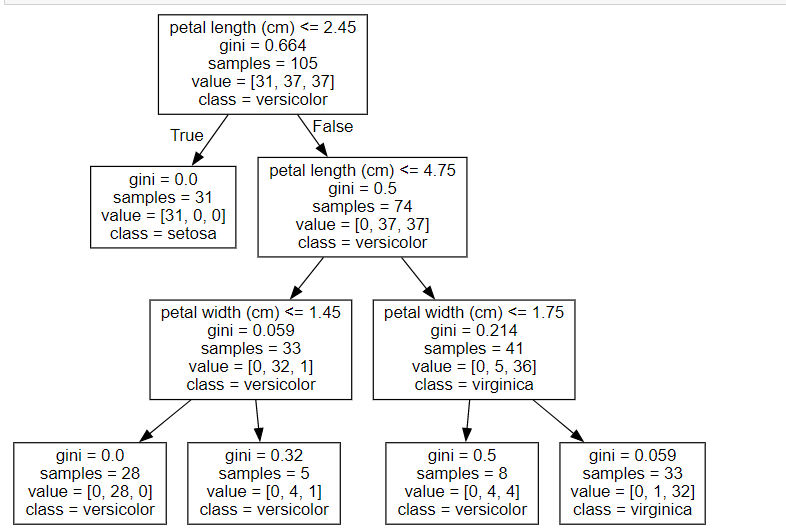 petal length (cm) <= 2.45
gini = 0.664
samples = 105
value = [31, 37, 37]
class = versicolor
True
False
gini = 0.0
samples = 31
value = [31, 0, 0]
class = setosa
petal length (cm) <= 4.75
gini = 0.5
samples = 74
value = [0, 37, 37]
class = versicolor
petal width (cm) <= 1.45
gini = 0.059
samples = 33
value = [0, 32, 1]
class = versicolor
petal width (cm) <= 1.75
gini = 0.214
samples = 41
value = [0, 5, 36]
class = virginica
gini = 0.0
samples = 28
value = [0, 28, 0]
class = versicolor
gini = 0.32
samples = 5
value = [0, 4, 1]
class = versicolor
gini = 0.5
samples = 8
value = [0, 4, 4]
class = versicolor
gini = 0.059
samples = 33
value = [0, 1, 32]
class = virginica